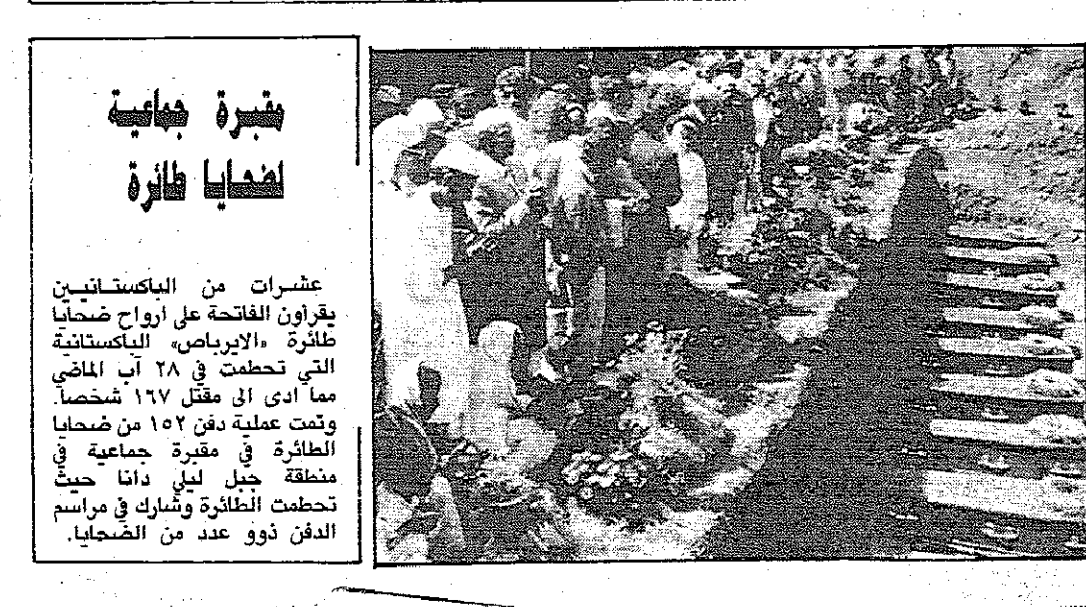 مقبرة جماعية
لضحايا طائرة
عشرات من الباكستانيين
يقرأون الفاتحة على ارواح ضحايا
طائرة «الايرباص» الباكستانية
التي تحطمت في ٢٨ آب الماضي
مما ادى الى مقتل ١٦٧ شخصاً.
وتمت عملية دفن ١٥٢ من ضحايا
الطائرة في مقبرة جماعية في
منطقة جبل ليلي دانا حيث
تحطمت الطائرة وشارك في مراسم
الدفن ذوو عدد من الضحايا.